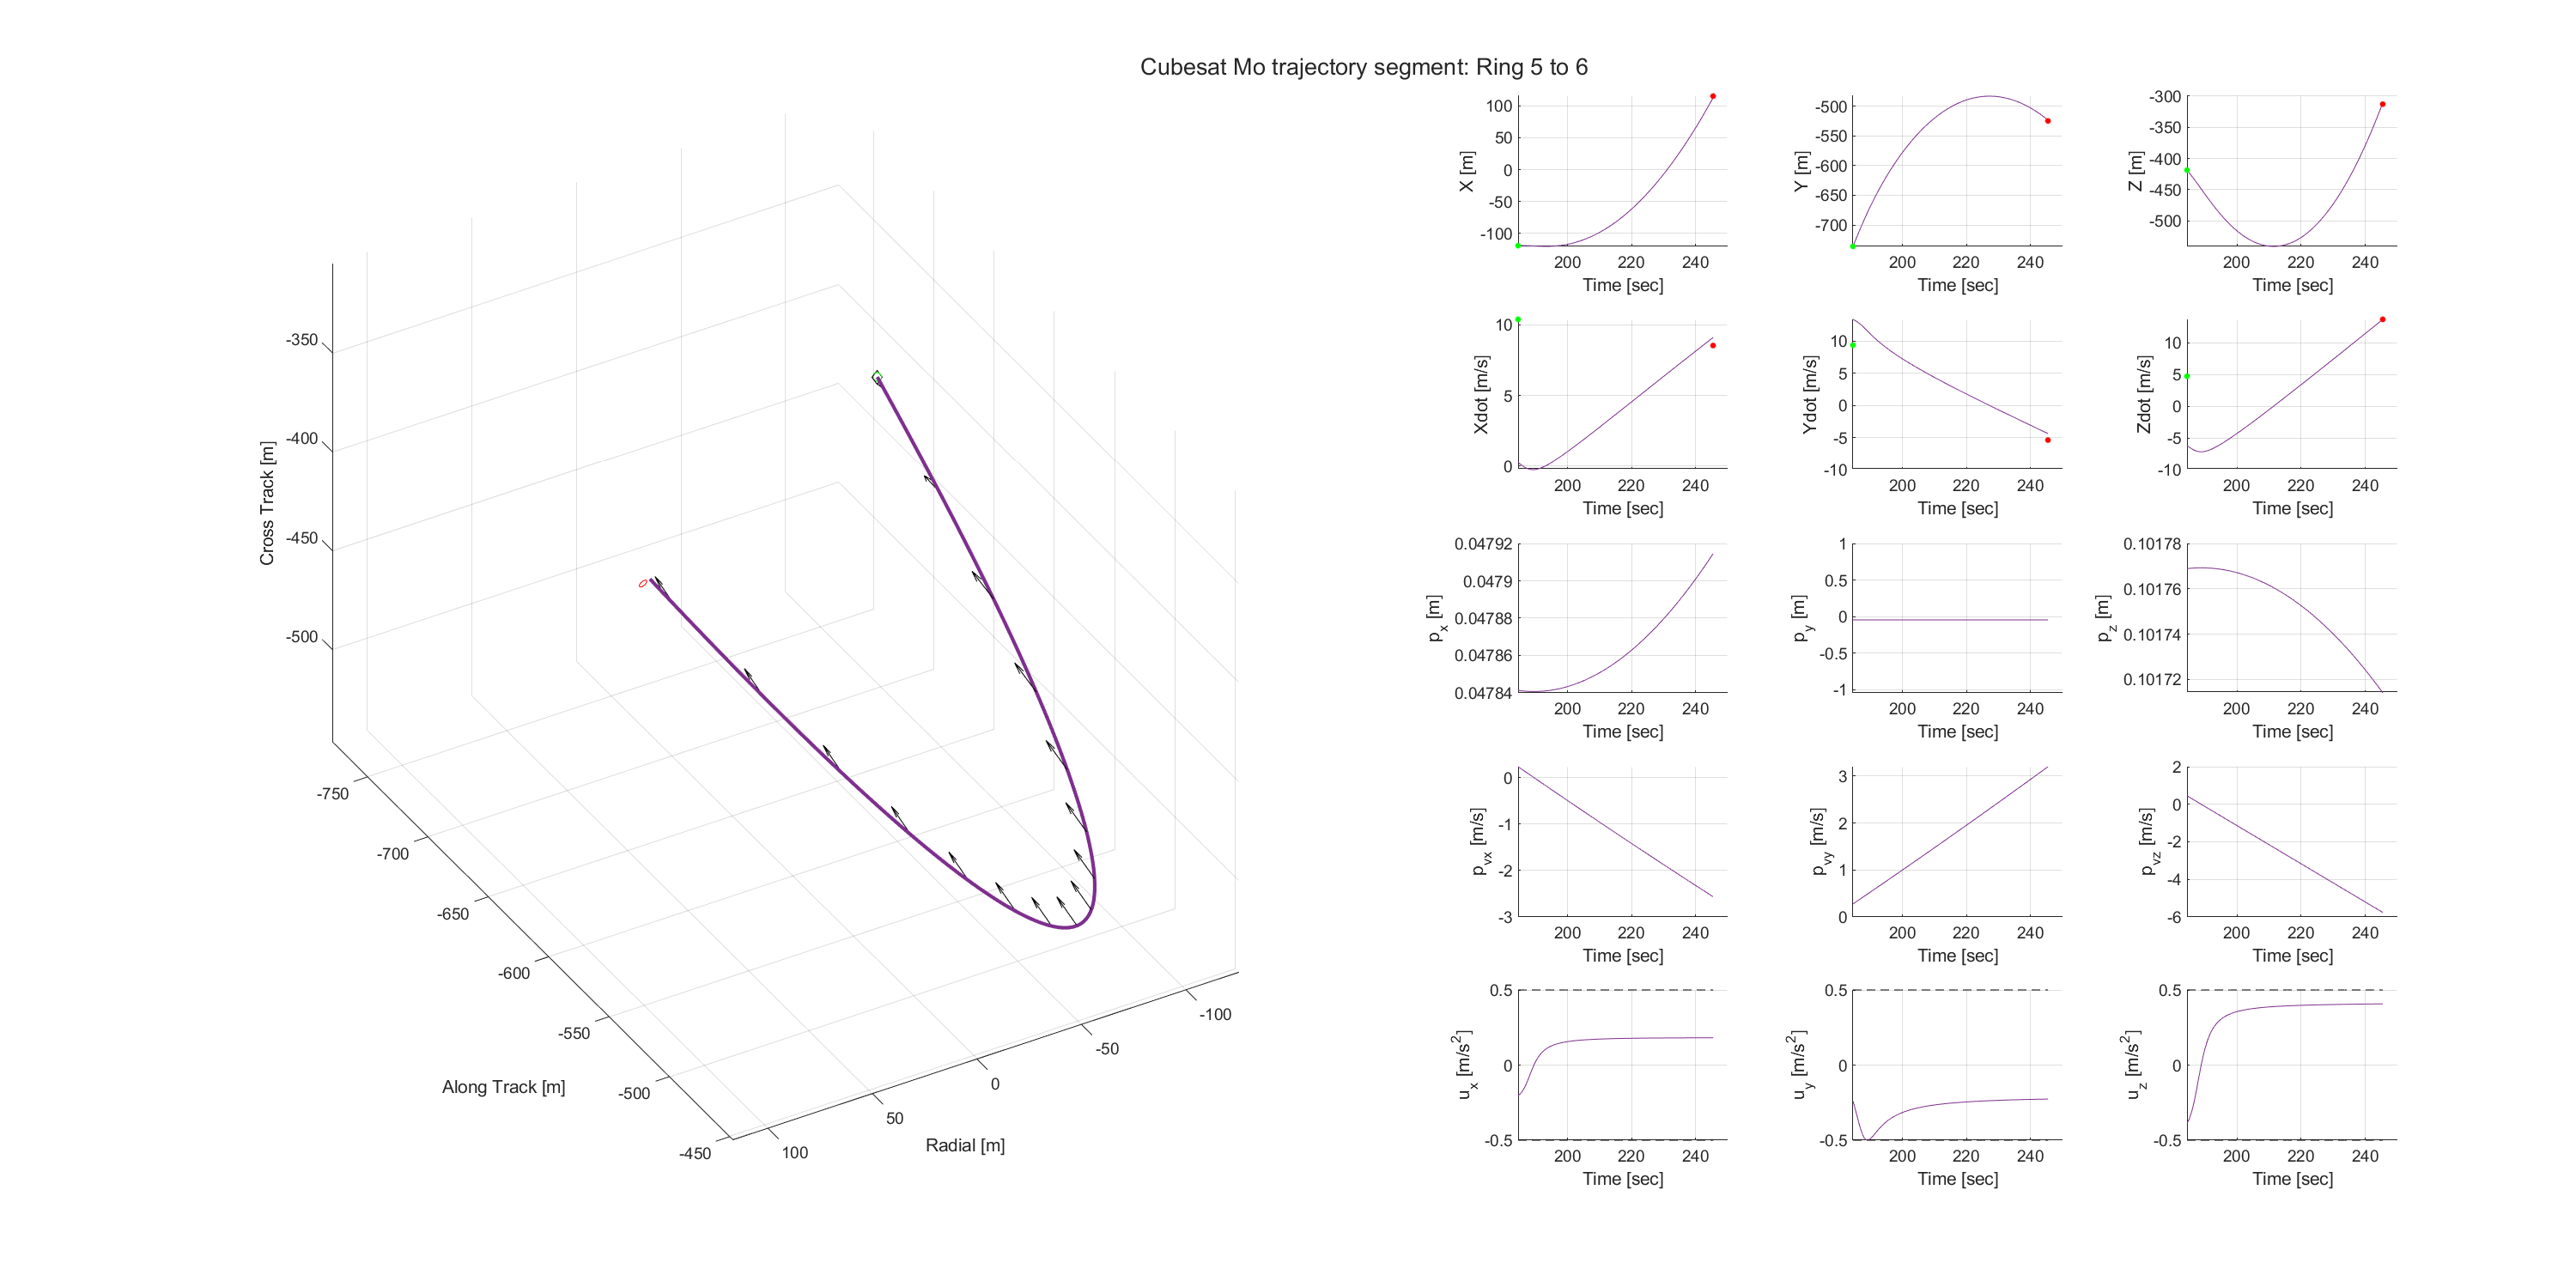 Cubesat Mo trajectory segment: Ring 5 to 6
-350
-400
-450
-500
Cross Track [m]
-750
-700
-650
-600
-550
-500
-450
Along Track [m]
100
50
0
-50
-100
Radial [m]
100
50
0
-50
-100
X [m]
200 220 240
Time [sec]
-500
-550
-600
-650
-700
Y [m]
200 220 240
Time [sec]
-300
-350
-400
-450
-500
Z [m]
200 220 240
Time [sec]
10
5
0
Xdot [m/s]
200 220 240
Time [sec]
10
5
0
-5
-10
Ydot [m/s]
200 220 240
Time [sec]
10
5
0
-5
-10
Zdot [m/s]
200 220 240
Time [sec]
0.04792
0.0479
0.04788
0.04786
0.04784
p_x [m]
200 220 240
Time [sec]
1
0.5
0
-0.5
-1
p_y [m]
200 220 240
Time [sec]
0.10178
0.10176
0.10174
0.10172
p_z [m]
200 220 240
Time [sec]
0
-1
-2
-3
p_vx [m/s]
200 220 240
Time [sec]
3
2
1
0
p_vy [m/s]
200 220 240
Time [sec]
2
0
-2
-4
-6
p_vz [m/s]
200 220 240
Time [sec]
0.5
0
-0.5
u_x [m/s²]
200 220 240
Time [sec]
0.5
0
-0.5
u_y [m/s²]
200 220 240
Time [sec]
0.5
0
-0.5
u_z [m/s²]
200 220 240
Time [sec]